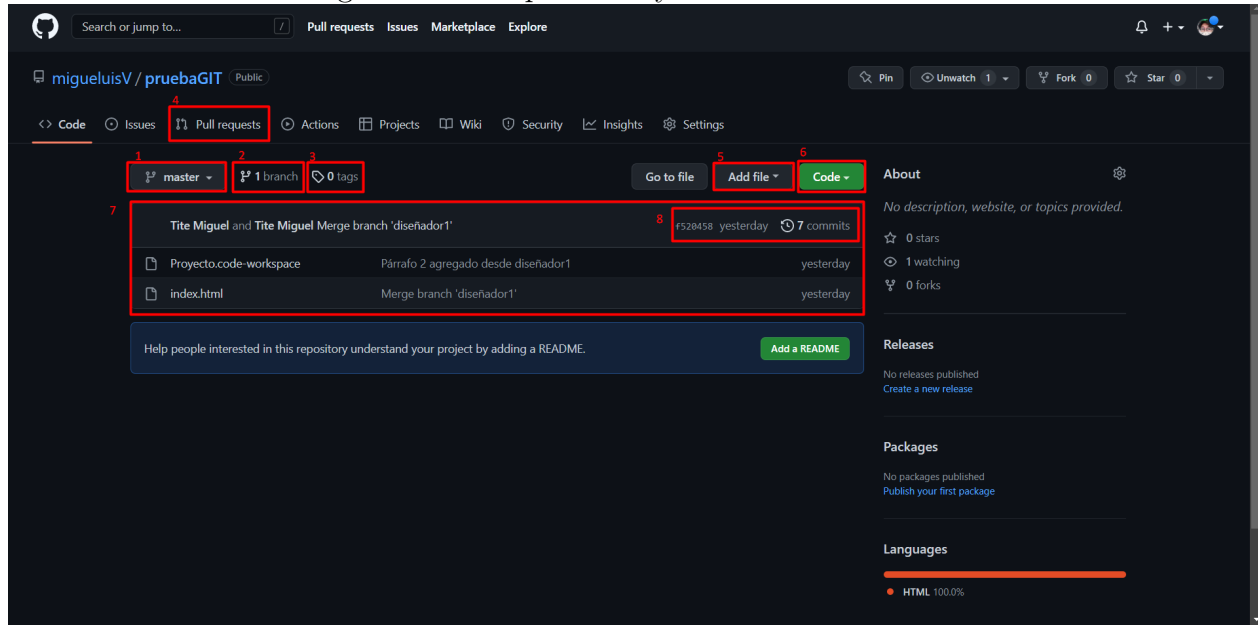 Search or jump to... / Pull requests Issues Marketplace Explore
migueluisV / pruebaGIT Public Pin Unwatch 1 Fork 0 Star 0
4
Code Issues Pull requests Actions Projects Wiki Security Insights Settings
1 2 3 5 6
master 1 branch 0 tags Go to file Add file Code About
No description, website, or topics provided.
7 8
Tite Miguel and Tite Miguel Merge branch 'diseñador1' f520458 yesterday 7 commits
0 stars
Proyecto.code-workspace Párrafo 2 agregado desde diseñador1 yesterday
1 watching
index.html Merge branch 'diseñador1' yesterday
0 forks
Help people interested in this repository understand your project by adding a README. Add a README
Releases
No releases published
Create a new release
Packages
No packages published
Publish your first package
Languages
HTML 100.0%